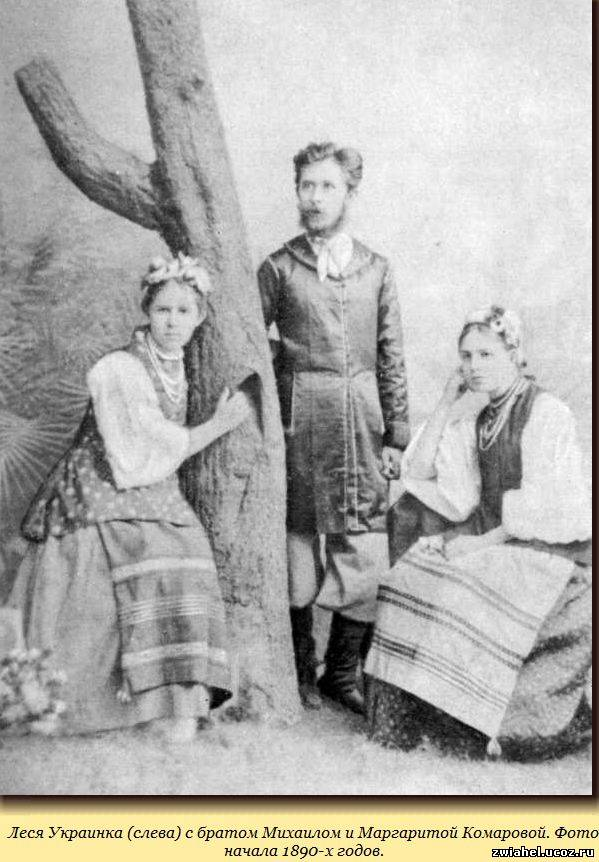 Леся Украинка (слева) с братом Михаилом и Маргаритой Комаровой. Фото
начала 1890-х годов.
zwiahel.ucoz.ru